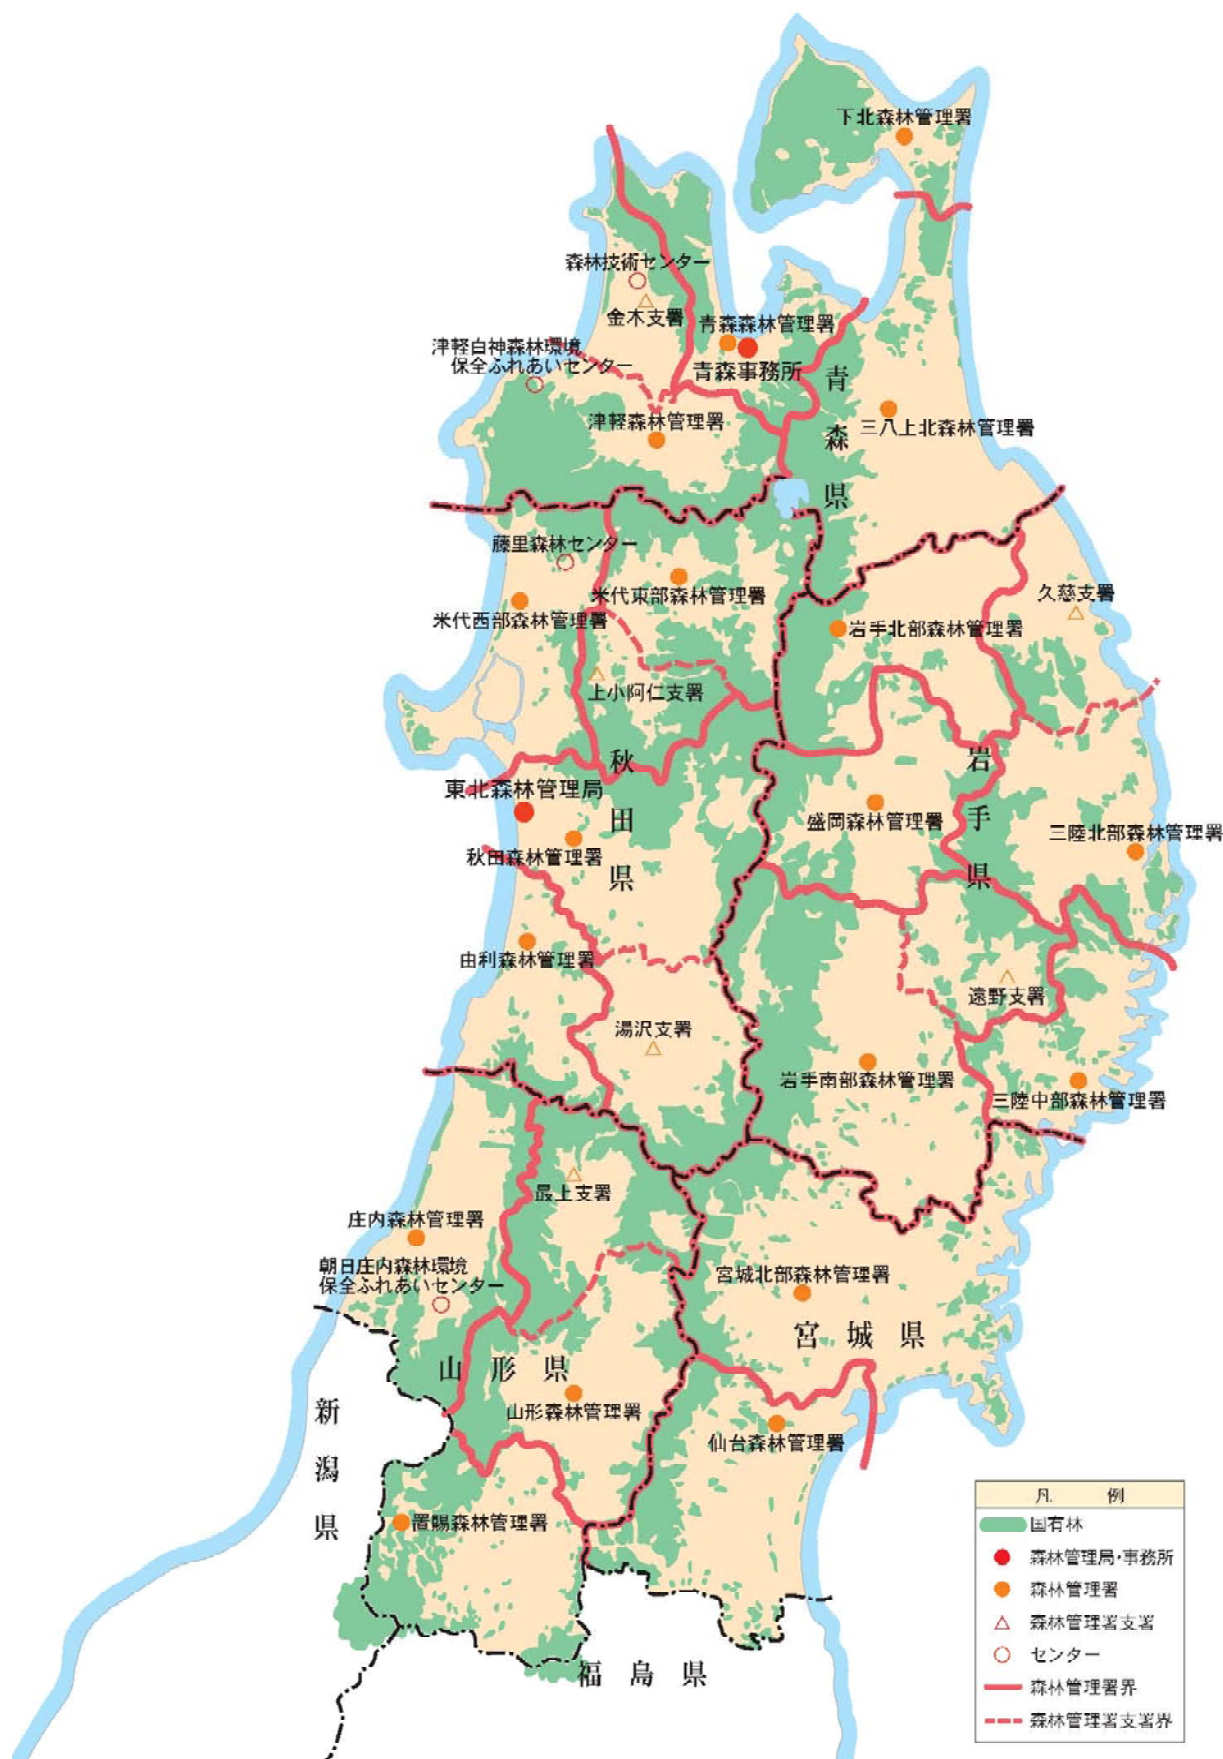 下北森林管理署
森林技術センター
金木支署
青森森林管理署
青森事務所
津軽白神森林環境
保全ふれあいセンター
青森県
三八上北森林管理署
津軽森林管理署
藤里森林センター
米代東部森林管理署
米代西部森林管理署
久慈支署
岩手北部森林管理署
上小阿仁支署
秋田県
岩手県
東北森林管理局
盛岡森林管理署
三陸北部森林管理署
秋田森林管理署
由利森林管理署
遠野支署
湯沢支署
岩手南部森林管理署
三陸中部森林管理署
最上支署
庄内森林管理署
朝日庄内森林環境
保全ふれあいセンター
宮城北部森林管理署
宮城県
山形県
山形森林管理署
新潟県
仙台森林管理署
置賜森林管理署
福島県
凡例
国有林
森林管理局・事務所
森林管理署
森林管理署支署
センター
森林管理署界
森林管理署支署界